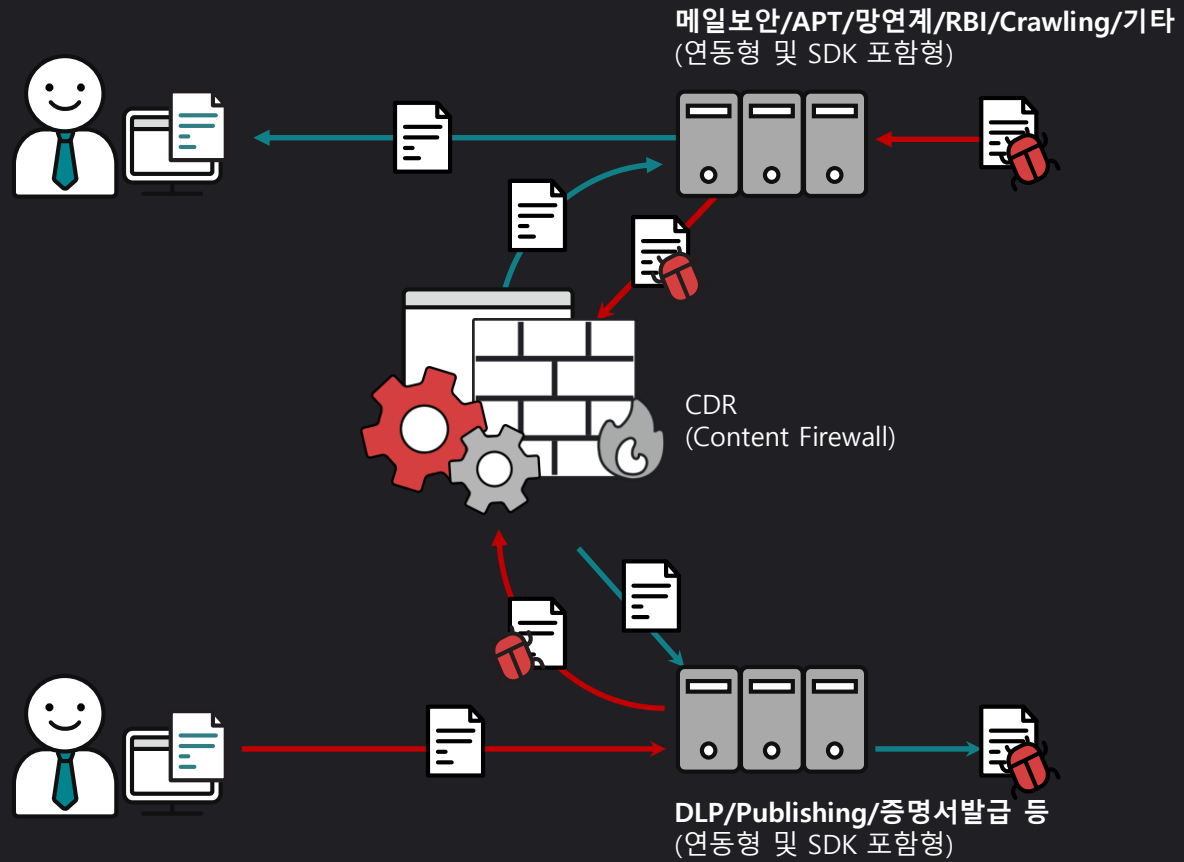 메일보안/APT/망연계/RBI/Crawling/기타
(연동형 및 SDK 포함형)
CDR
(Content Firewall)
DLP/Publishing/증명서발급 등
(연동형 및 SDK 포함형)